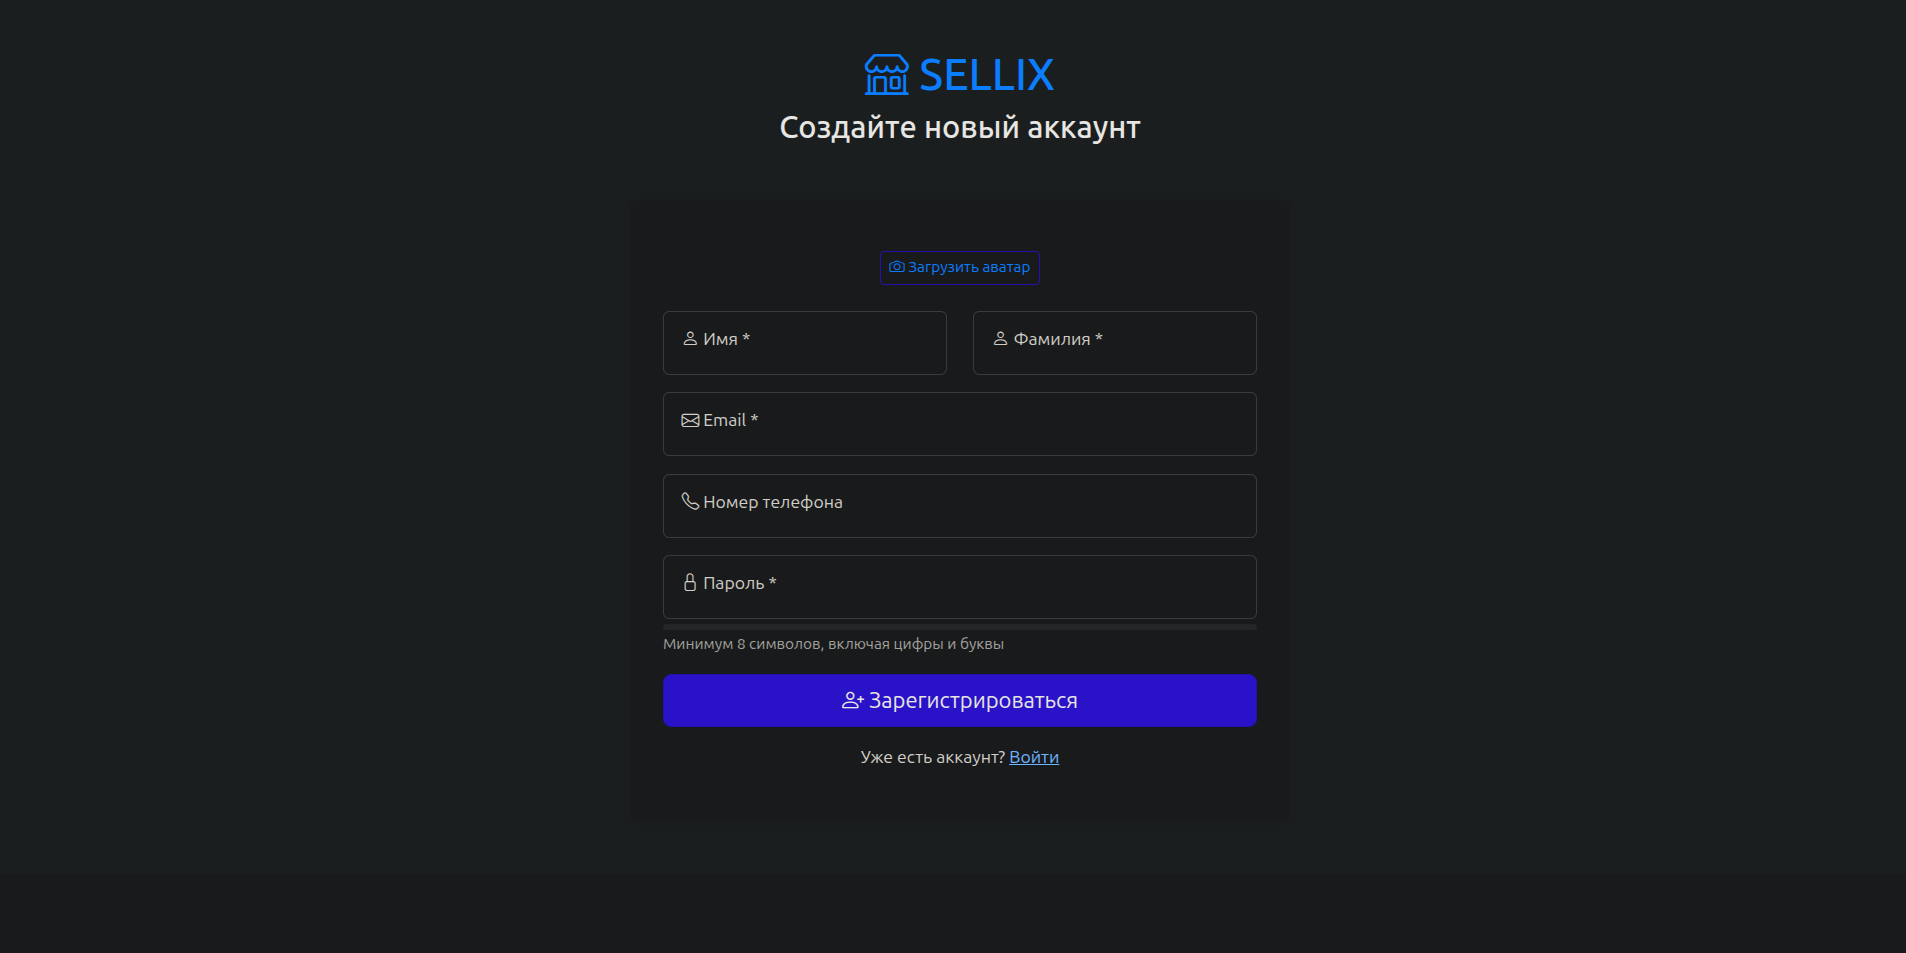 SELLIX
Создайте новый аккаунт
Загрузить аватар
Имя *
Фамилия *
Email *
Номер телефона
Пароль *
Минимум 8 символов, включая цифры и буквы
Зарегистрироваться
Уже есть аккаунт? Войти